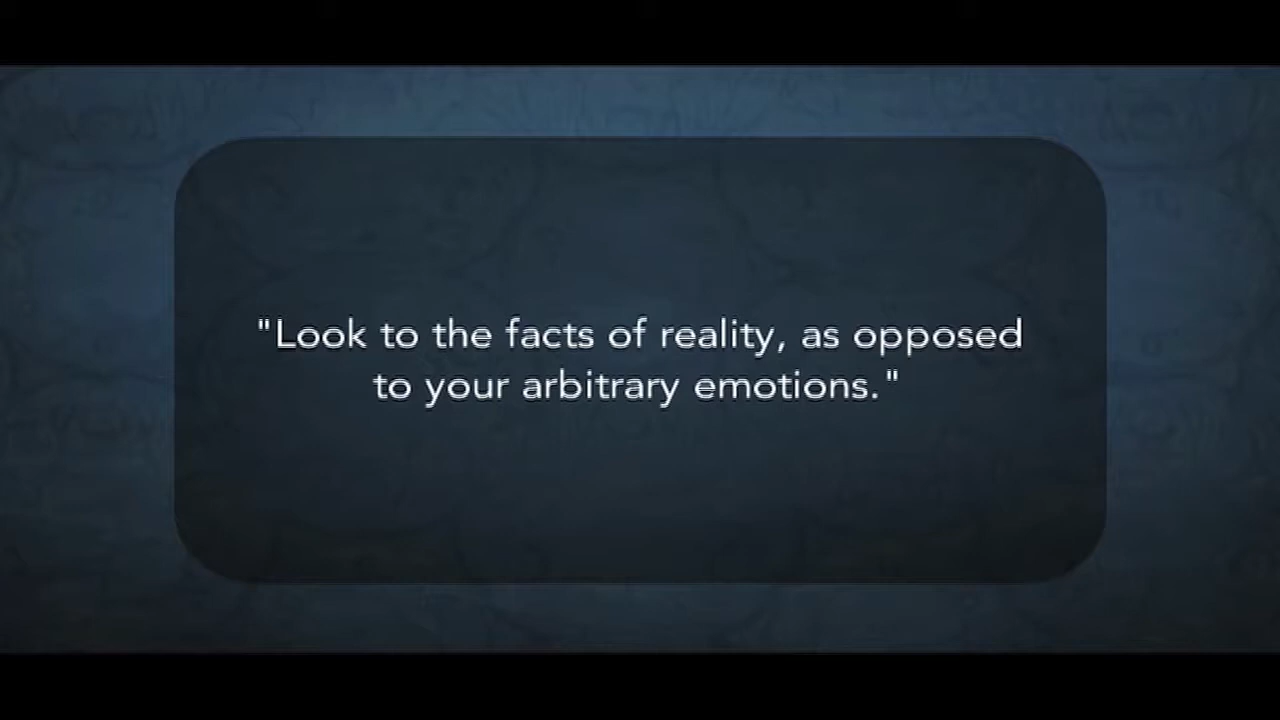 "Look to the facts of reality, as opposed
to your arbitrary emotions."